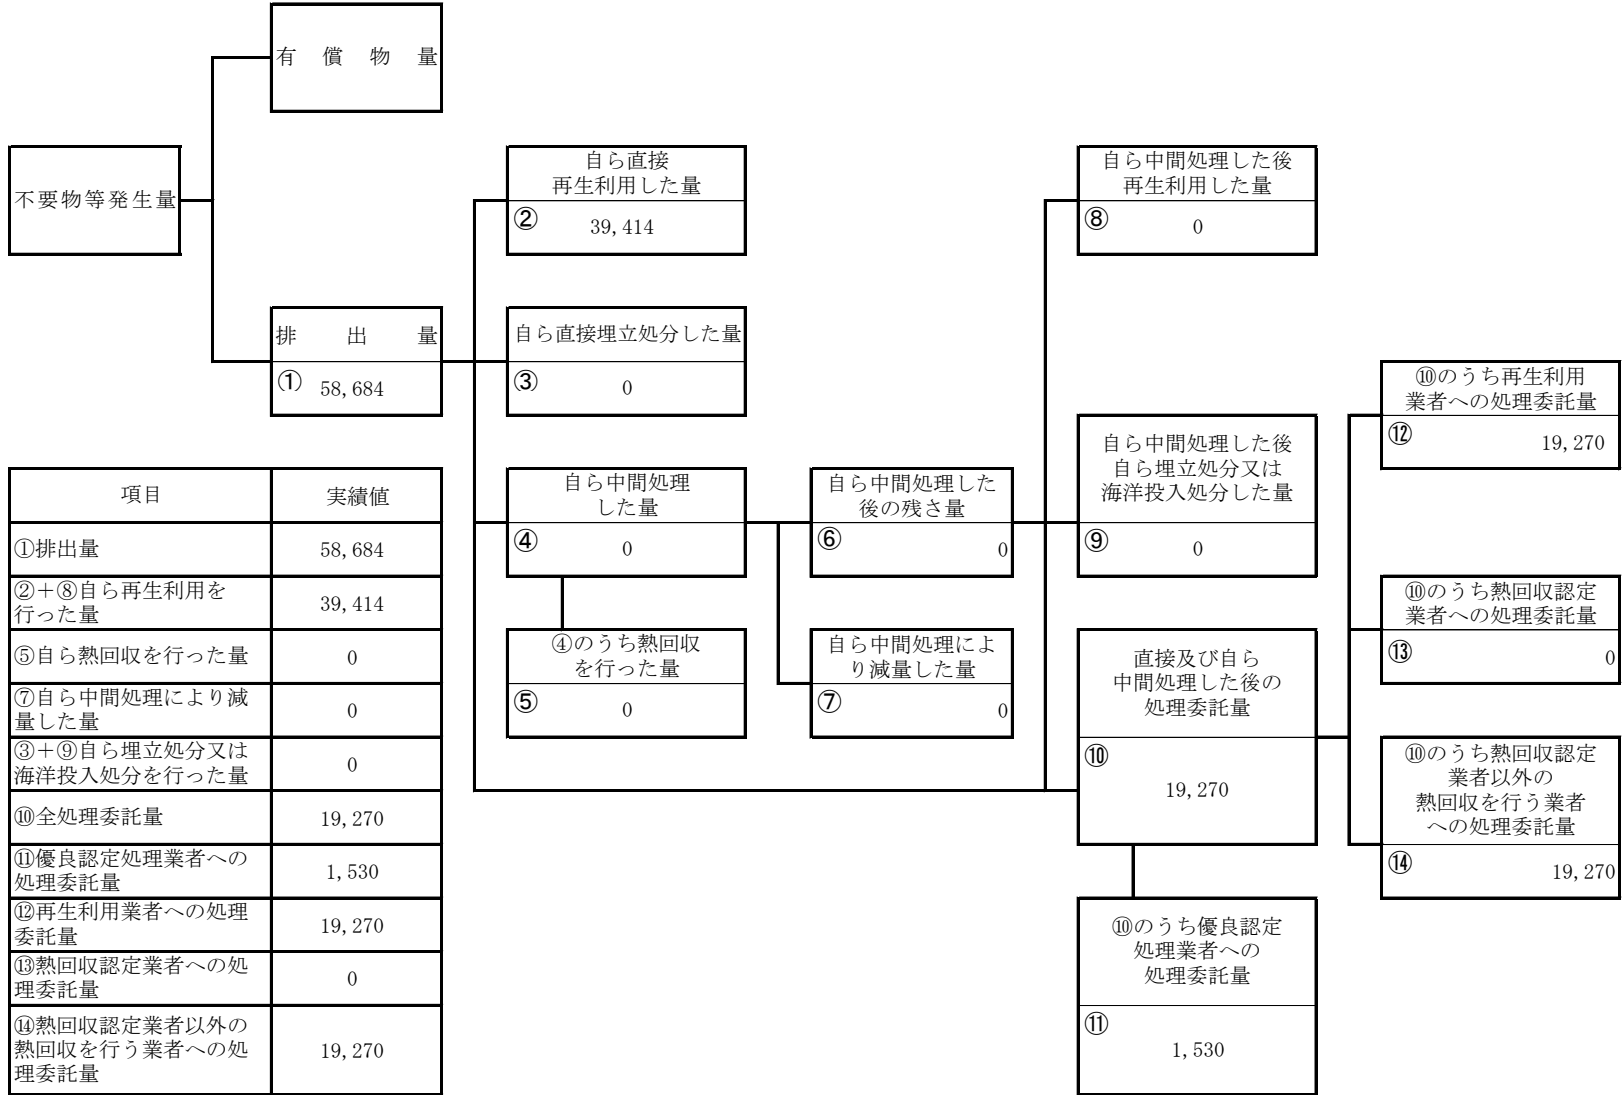 有償物量
不要物等発生量
排出量
① 58,684
自ら直接
再生利用した量
② 39,414
自ら直接埋立処分した量
③ 0
自ら中間処理
した量
④ 0
④のうち熱回収
を行った量
⑤ 0
自ら中間処理した
後の残さ量
⑥ 0
自ら中間処理によ
り減量した量
⑦ 0
自ら中間処理した後
再生利用した量
⑧ 0
自ら中間処理した後
自ら埋立処分又は
海洋投入処分した量
⑨ 0
直接及び自ら
中間処理した後の
処理委託量
⑩
19,270
⑩のうち優良認定
処理業者への
処理委託量
⑪
1,530
⑩のうち再生利用
業者への処理委託量
⑫ 19,270
⑩のうち熱回収認定
業者への処理委託量
⑬ 0
⑩のうち熱回収認定
業者以外の
熱回収を行う業者
への処理委託量
⑭ 19,270
項目 実績値
①排出量 58,684
②+⑧自ら再生利用を
行った量 39,414
⑤自ら熱回収を行った量 0
⑦自ら中間処理により減
量した量 0
③+⑨自ら埋立処分又は
海洋投入処分を行った量 0
⑩全処理委託量 19,270
⑪優良認定処理業者への
処理委託量 1,530
⑫再生利用業者への処理
委託量 19,270
⑬熱回収認定業者への処
理委託量 0
⑭熱回収認定業者以外の
熱回収を行う業者への処
理委託量 19,270